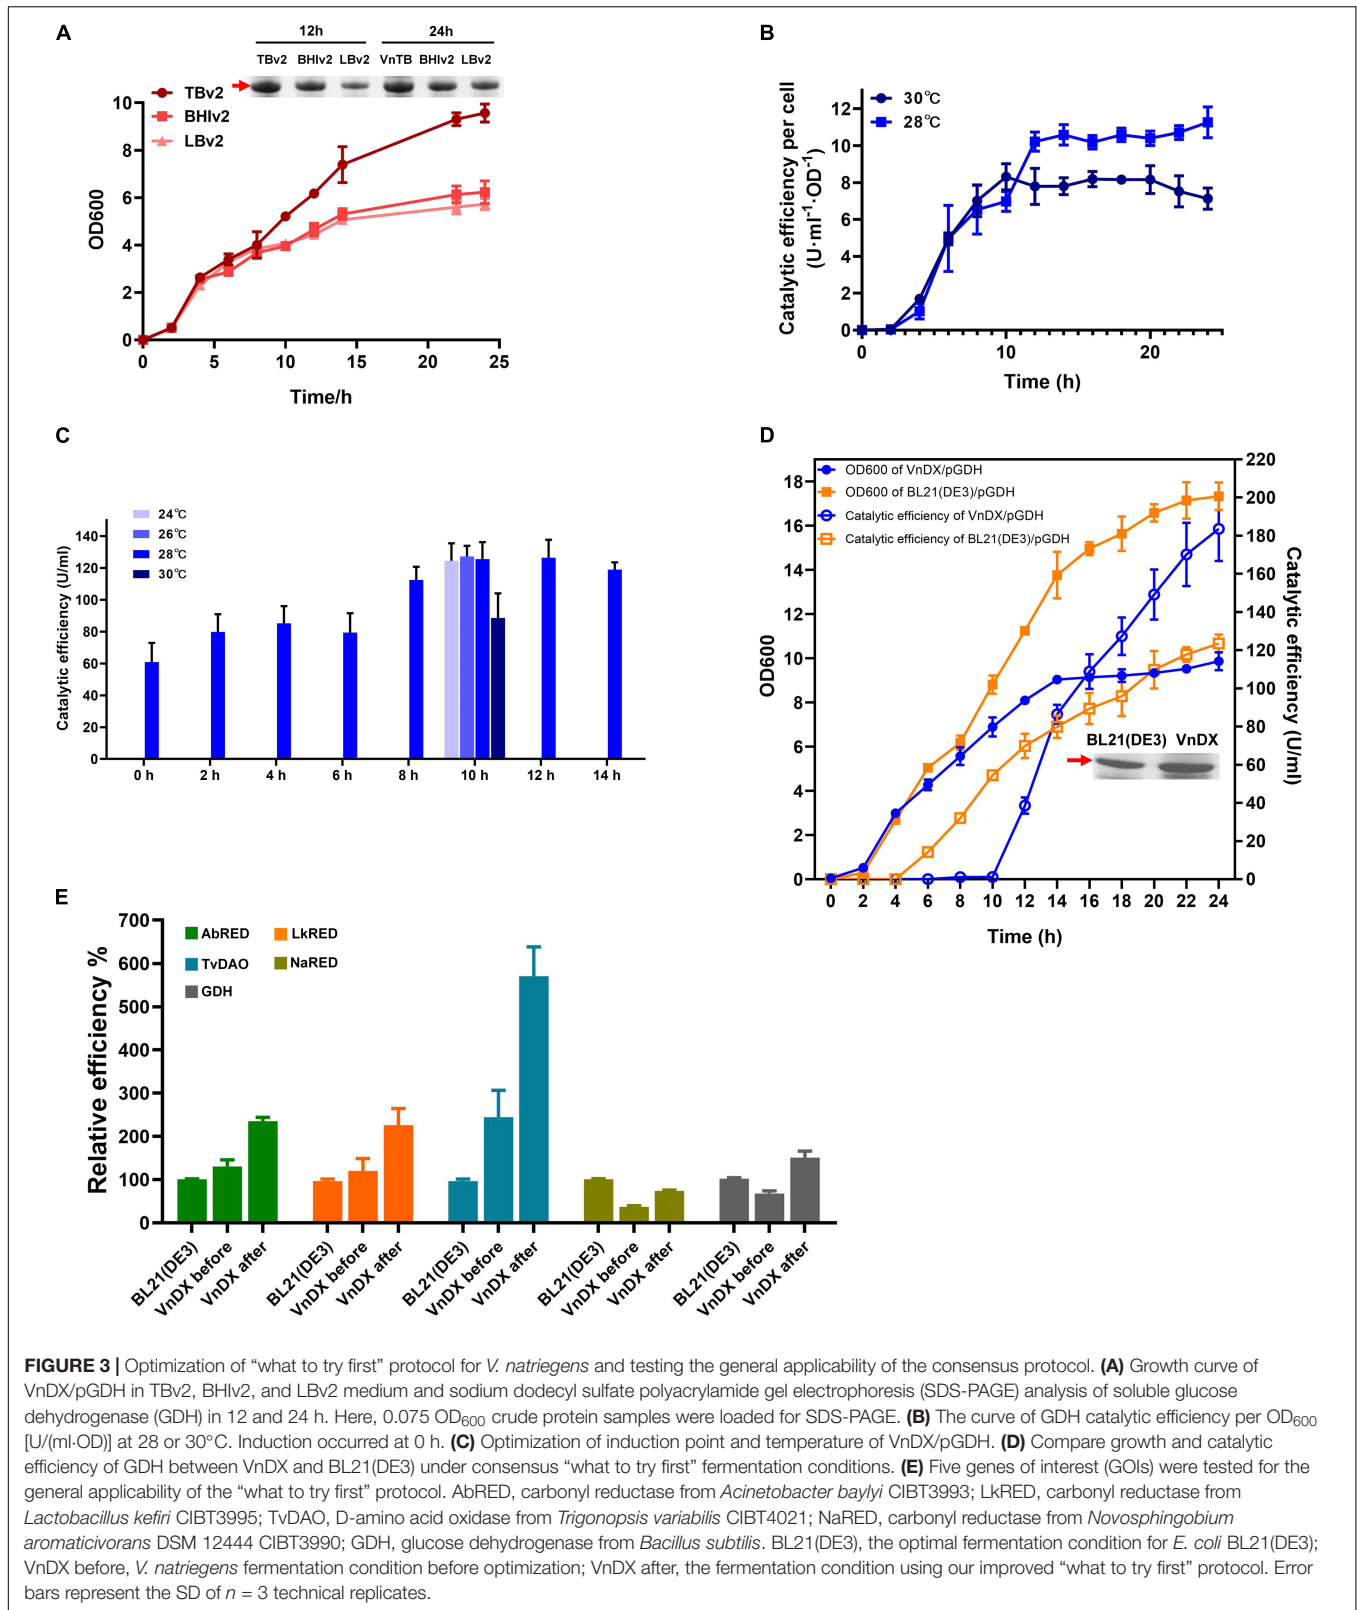 A
12h 24h
TBv2 BHIv2 LBv2 VnTB BHIv2 LBv2
TBv2
BHIv2
LBv2
10
8
6
4
2
0
OD600
0 5 10 15 20 25
Time/h
B
30°C
28°C
12
10
8
6
4
2
0
Catalytic efficiency per cell
(U·ml⁻¹·OD⁻¹)
0 10 20
Time (h)
C
24°C
26°C
28°C
30°C
140
120
100
80
60
40
20
0
Catalytic efficiency (U/ml)
0 h 2 h 4 h 6 h 8 h 10 h 12 h 14 h
D
OD600 of VnDX/pGDH
OD600 of BL21(DE3)/pGDH
Catalytic efficiency of VnDX/pGDH
Catalytic efficiency of BL21(DE3)/pGDH
18
16
14
12
10
8
6
4
2
0
OD600
220
200
180
160
140
120
100
80
60
40
20
0
Catalytic efficiency (U/ml)
BL21(DE3) VnDX
0 2 4 6 8 10 12 14 16 18 20 22 24
Time (h)
E
700
600
500
400
300
200
100
0
Relative efficiency %
AbRED LkRED
TvDAO NaRED
GDH
BL21(DE3) VnDX before VnDX after BL21(DE3) VnDX before VnDX after BL21(DE3) VnDX before VnDX after BL21(DE3) VnDX before VnDX after BL21(DE3) VnDX before VnDX after
FIGURE 3 | Optimization of “what to try first” protocol for V. natriegens and testing the general applicability of the consensus protocol. (A) Growth curve of
VnDX/pGDH in TBv2, BHIv2, and LBv2 medium and sodium dodecyl sulfate polyacrylamide gel electrophoresis (SDS-PAGE) analysis of soluble glucose
dehydrogenase (GDH) in 12 and 24 h. Here, 0.075 OD₆₀₀ crude protein samples were loaded for SDS-PAGE. (B) The curve of GDH catalytic efficiency per OD₆₀₀
[U/(ml·OD)] at 28 or 30°C. Induction occurred at 0 h. (C) Optimization of induction point and temperature of VnDX/pGDH. (D) Compare growth and catalytic
efficiency of GDH between VnDX and BL21(DE3) under consensus “what to try first” fermentation conditions. (E) Five genes of interest (GOIs) were tested for the
general applicability of the “what to try first” protocol. AbRED, carbonyl reductase from Acinetobacter baylyi CIBT3993; LkRED, carbonyl reductase from
Lactobacillus kefiri CIBT3995; TvDAO, D-amino acid oxidase from Trigonopsis variabilis CIBT4021; NaRED, carbonyl reductase from Novosphingobium
aromaticivorans DSM 12444 CIBT3990; GDH, glucose dehydrogenase from Bacillus subtilis. BL21(DE3), the optimal fermentation condition for E. coli BL21(DE3);
VnDX before, V. natriegens fermentation condition before optimization; VnDX after, the fermentation condition using our improved “what to try first” protocol. Error
bars represent the SD of n = 3 technical replicates.